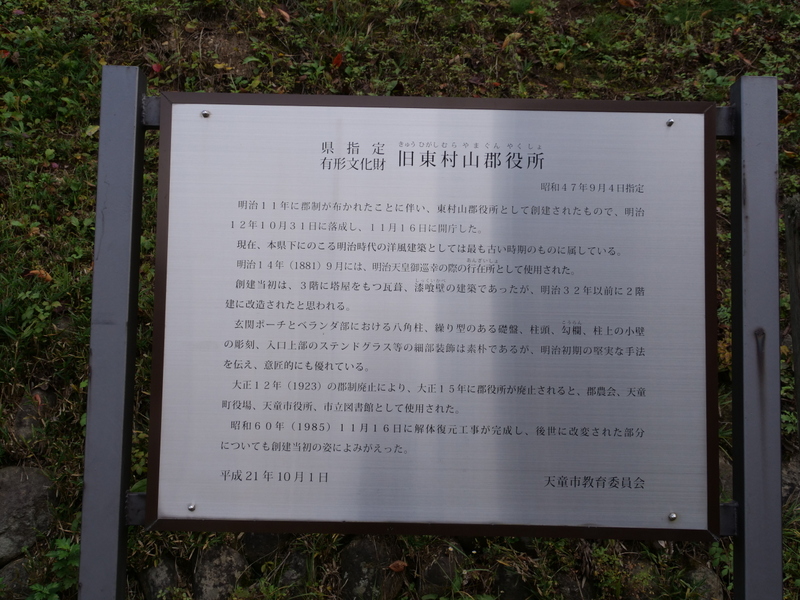 県指定
有形文化財
きゅうひがしむらやまぐんやくしょ
旧東村山郡役所
昭和47年9月4日指定
明治11年に郡制が布かれたことに伴い、東村山郡役所として創建されたもので、明治
12年10月31日に落成し、11月16日に開庁した。
現在、本県下にのこる明治時代の洋風建築としては最も古い時期のものに属している。
あんざいしょ
明治14年（1881）9月には、明治天皇御巡幸の際の行在所として使用された。
しっくいかべ
創建当初は、3階に塔屋をもつ瓦葺、漆喰壁の建築であったが、明治32年以前に2階
建に改造されたと思われる。
こうらん
玄関ポーチとベランダ部における八角柱、繰り型のある礎盤、柱頭、勾欄、柱上の小壁
の彫刻、入口上部のステンドグラス等の細部装飾は素朴であるが、明治初期の堅実な手法
を伝え、意匠的にも優れている。
大正12年（1923）の郡制廃止により、大正15年に郡役所が廃止されると、郡農会、天童
町役場、天童市役所、市立図書館として使用された。
昭和60年（1985）11月16日に解体復元工事が完成し、後世に改変された部分
についても創建当初の姿によみがえった。
平成21年10月1日
天童市教育委員会